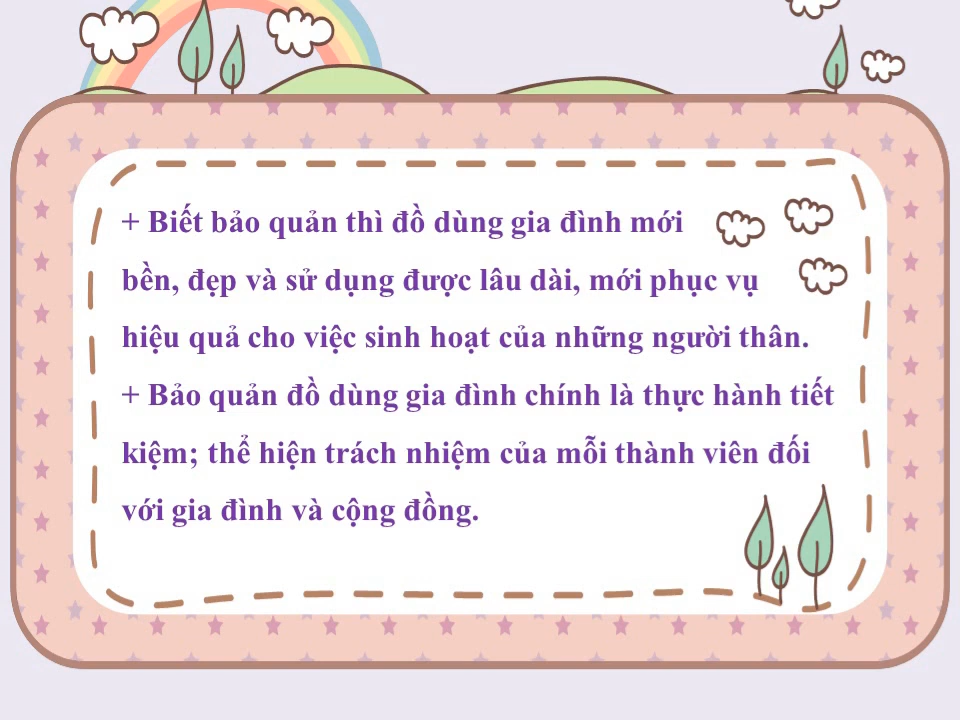 + Biết bảo quản thì đồ dùng gia đình mới
bền, đẹp và sử dụng được lâu dài, mới phục vụ
hiệu quả cho việc sinh hoạt của những người thân.
+ Bảo quản đồ dùng gia đình chính là thực hành tiết
kiệm; thể hiện trách nhiệm của mỗi thành viên đối
với gia đình và cộng đồng.